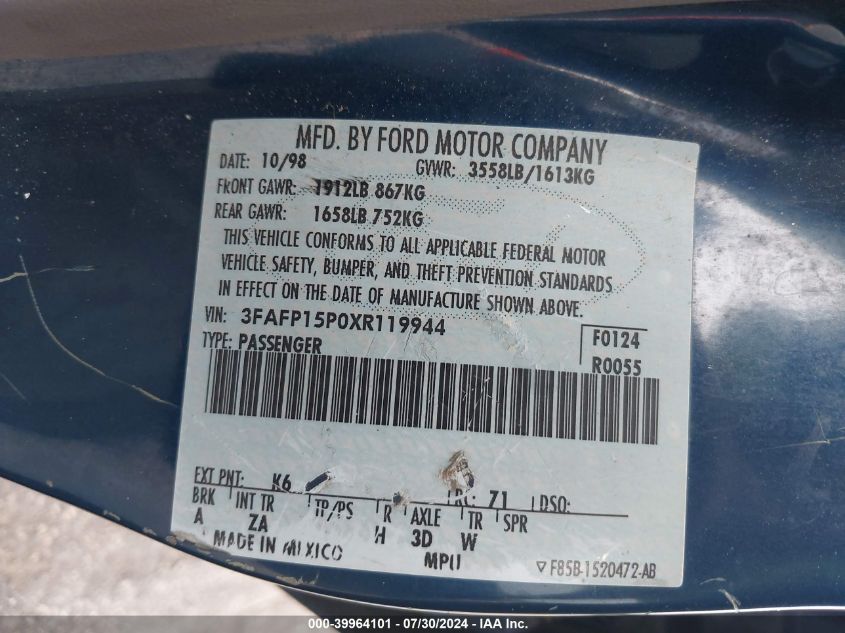 MFD. BY FORD MOTOR COMPANY
DATE: 10/98 GVWR: 3558LB/1613KG
FRONT GAWR: 1912LB 867KG
REAR GAWR: 1658LB 752KG
THIS VEHICLE CONFORMS TO ALL APPLICABLE FEDERAL MOTOR
VEHICLE SAFETY, BUMPER, AND THEFT PREVENTION STANDARDS
IN EFFECT ON THE DATE OF MANUFACTURE SHOWN ABOVE.
VIN: 3FAFP15P0XR119944
F0124
TYPE: PASSENGER
R0055
EXT PNT: K6 RC: 71 DSO:
BRK INT TR TP/PS R AXLE TR SPR
A ZA H 3D W
MADE IN MEXICO MPU
F85B-1520472-AB
000-39964101 - 07/30/2024 - IAA, Inc.